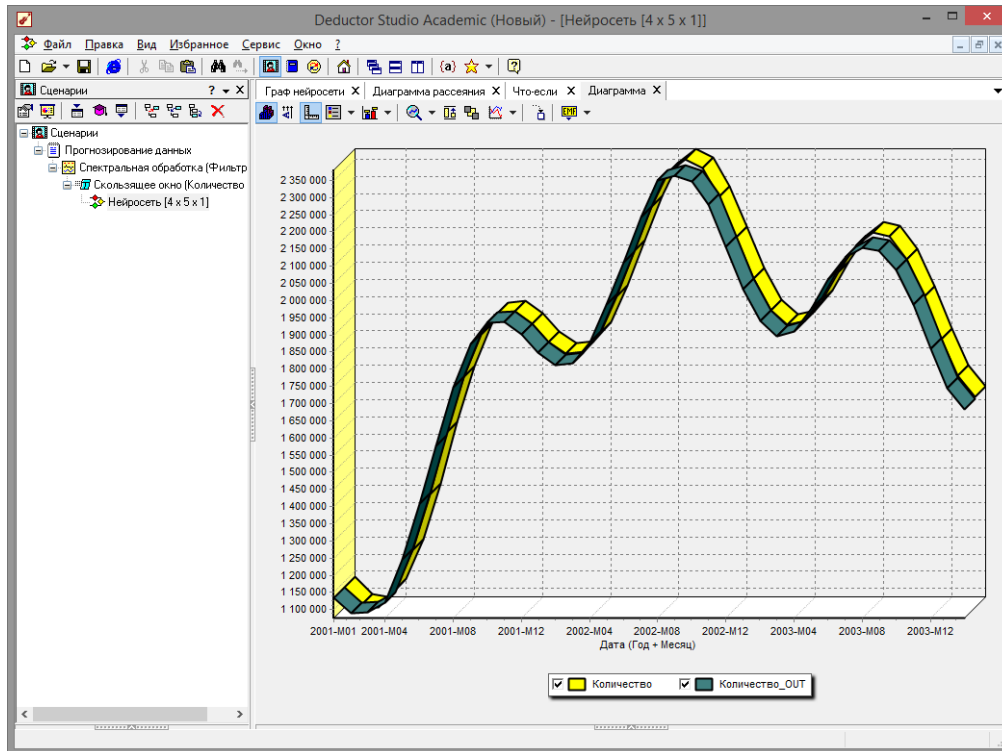 Deductor Studio Academic (Новый) - [Нейросеть [4 x 5 x 1]]
Файл Правка Вид Избранное Сервис Окно ?
Сценарии
Сценарии
Прогнозирование данных
Спектральная обработка (Фильтр
Скользящее окно (Количество
Нейросеть [4 x 5 x 1]
Граф нейросети X Диаграмма рассеяния X Что-если X Диаграмма X
2 350 000
2 300 000
2 250 000
2 200 000
2 150 000
2 100 000
2 050 000
2 000 000
1 950 000
1 900 000
1 850 000
1 800 000
1 750 000
1 700 000
1 650 000
1 600 000
1 550 000
1 500 000
1 450 000
1 400 000
1 350 000
1 300 000
1 250 000
1 200 000
1 150 000
1 100 000
2001-M01 2001-M04 2001-M08 2001-M12 2002-M04 2002-M08 2002-M12 2003-M04 2003-M08 2003-M12
Дата (Год + Месяц)
Количество Количество_OUT